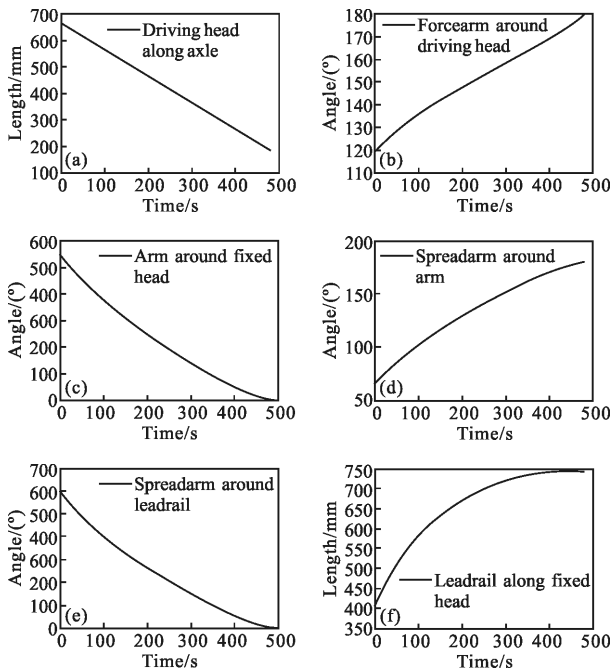 700
600
500
400
300
200
100
Length/mm
Driving head
along axle
(a)
0 100 200 300 400 500
Time/s
180
170
160
150
140
130
120
110
Angle/(°)
Forcearm around
driving head
(b)
0 100 200 300 400 500
Time/s
600
500
400
600
200
100
0
Angle/(°)
Arm around fixed
head
(c)
0 100 200 300 400 500
Time/s
200
150
100
50
Angle/(°)
Spreadarm around
arm
(d)
0 100 200 300 400 500
Time/s
700
600
500
400
300
200
100
0
Angle/(°)
Spreadarm around
leadrail
(e)
0 100 200 300 400 500
Time/s
750
700
650
600
550
500
450
400
350
Length/mm
Leadrail along fixed
head
(f)
0 100 200 300 400 500
Time/s